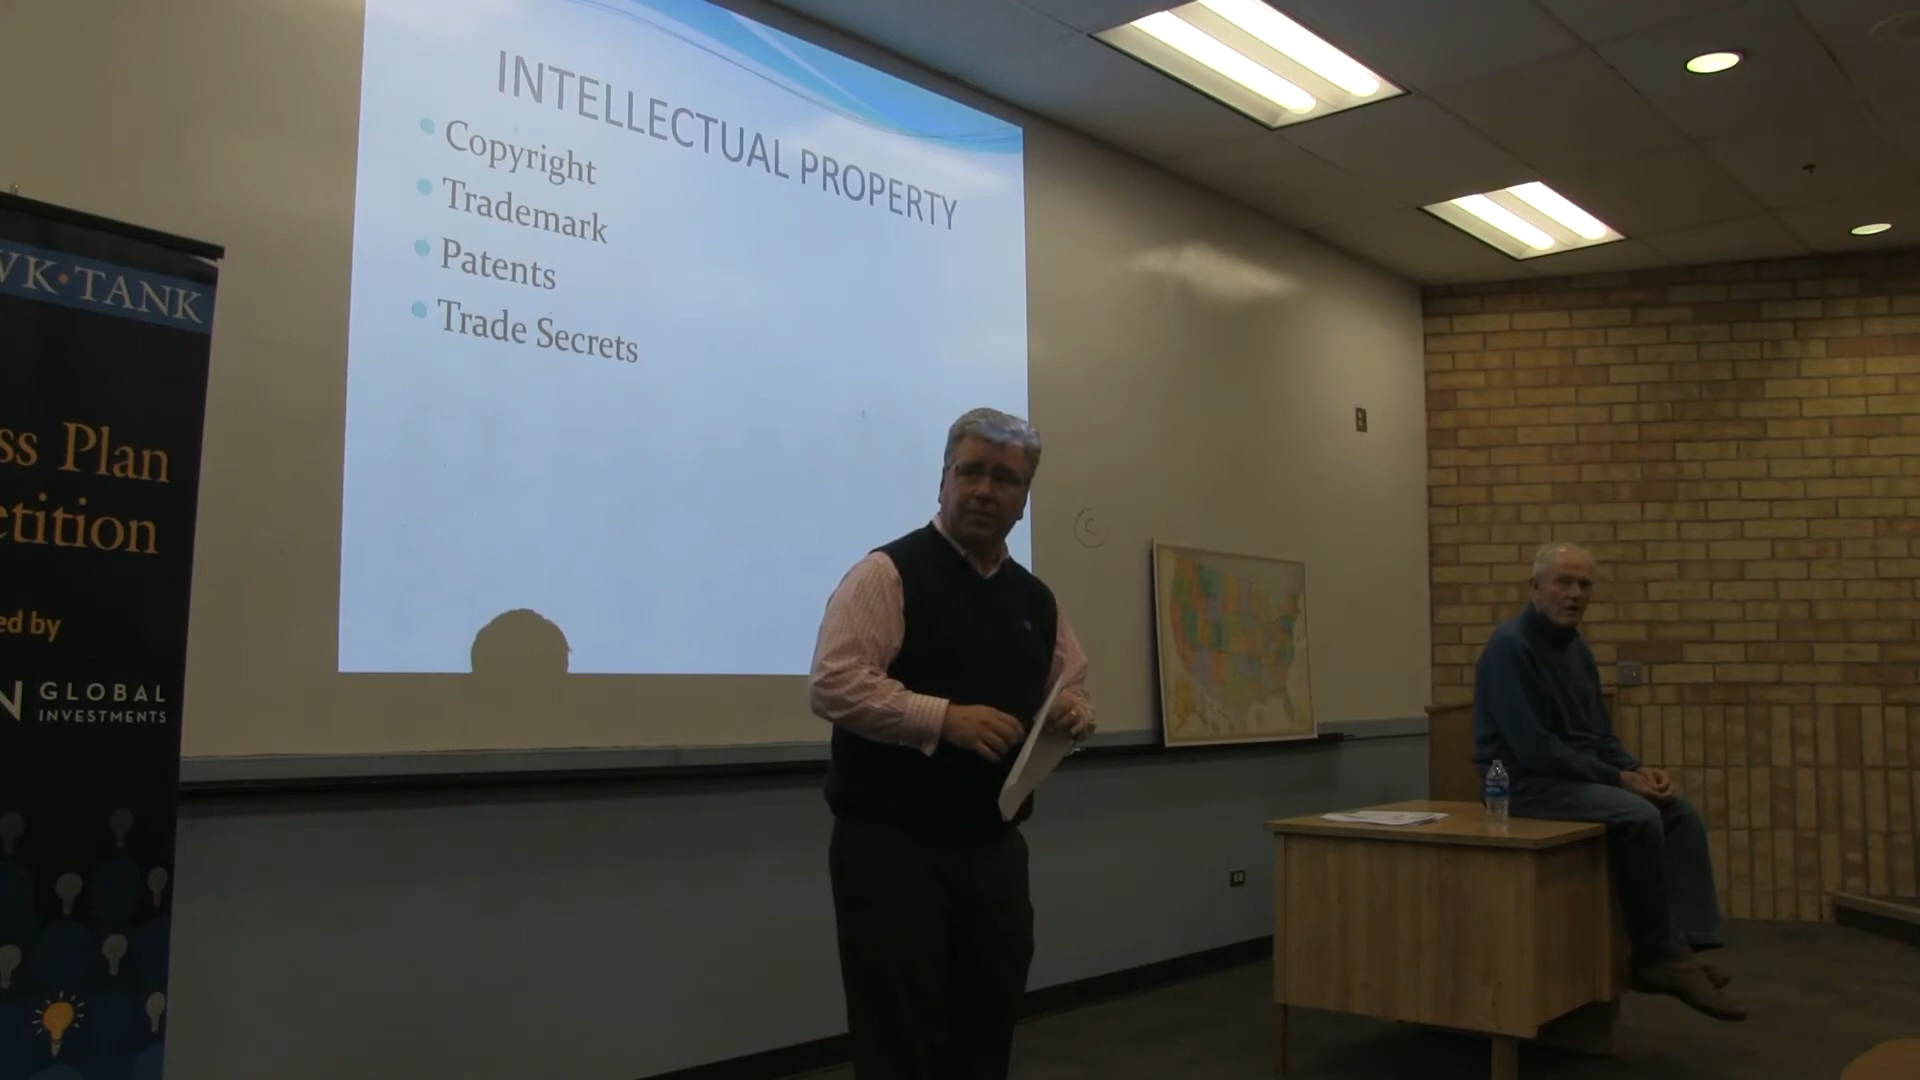 INTELLECTUAL PROPERTY
Copyright
Trademark
Patents
Trade Secrets
WK·TANK
ss Plan
etition
ed by
N GLOBAL
INVESTMENTS
C